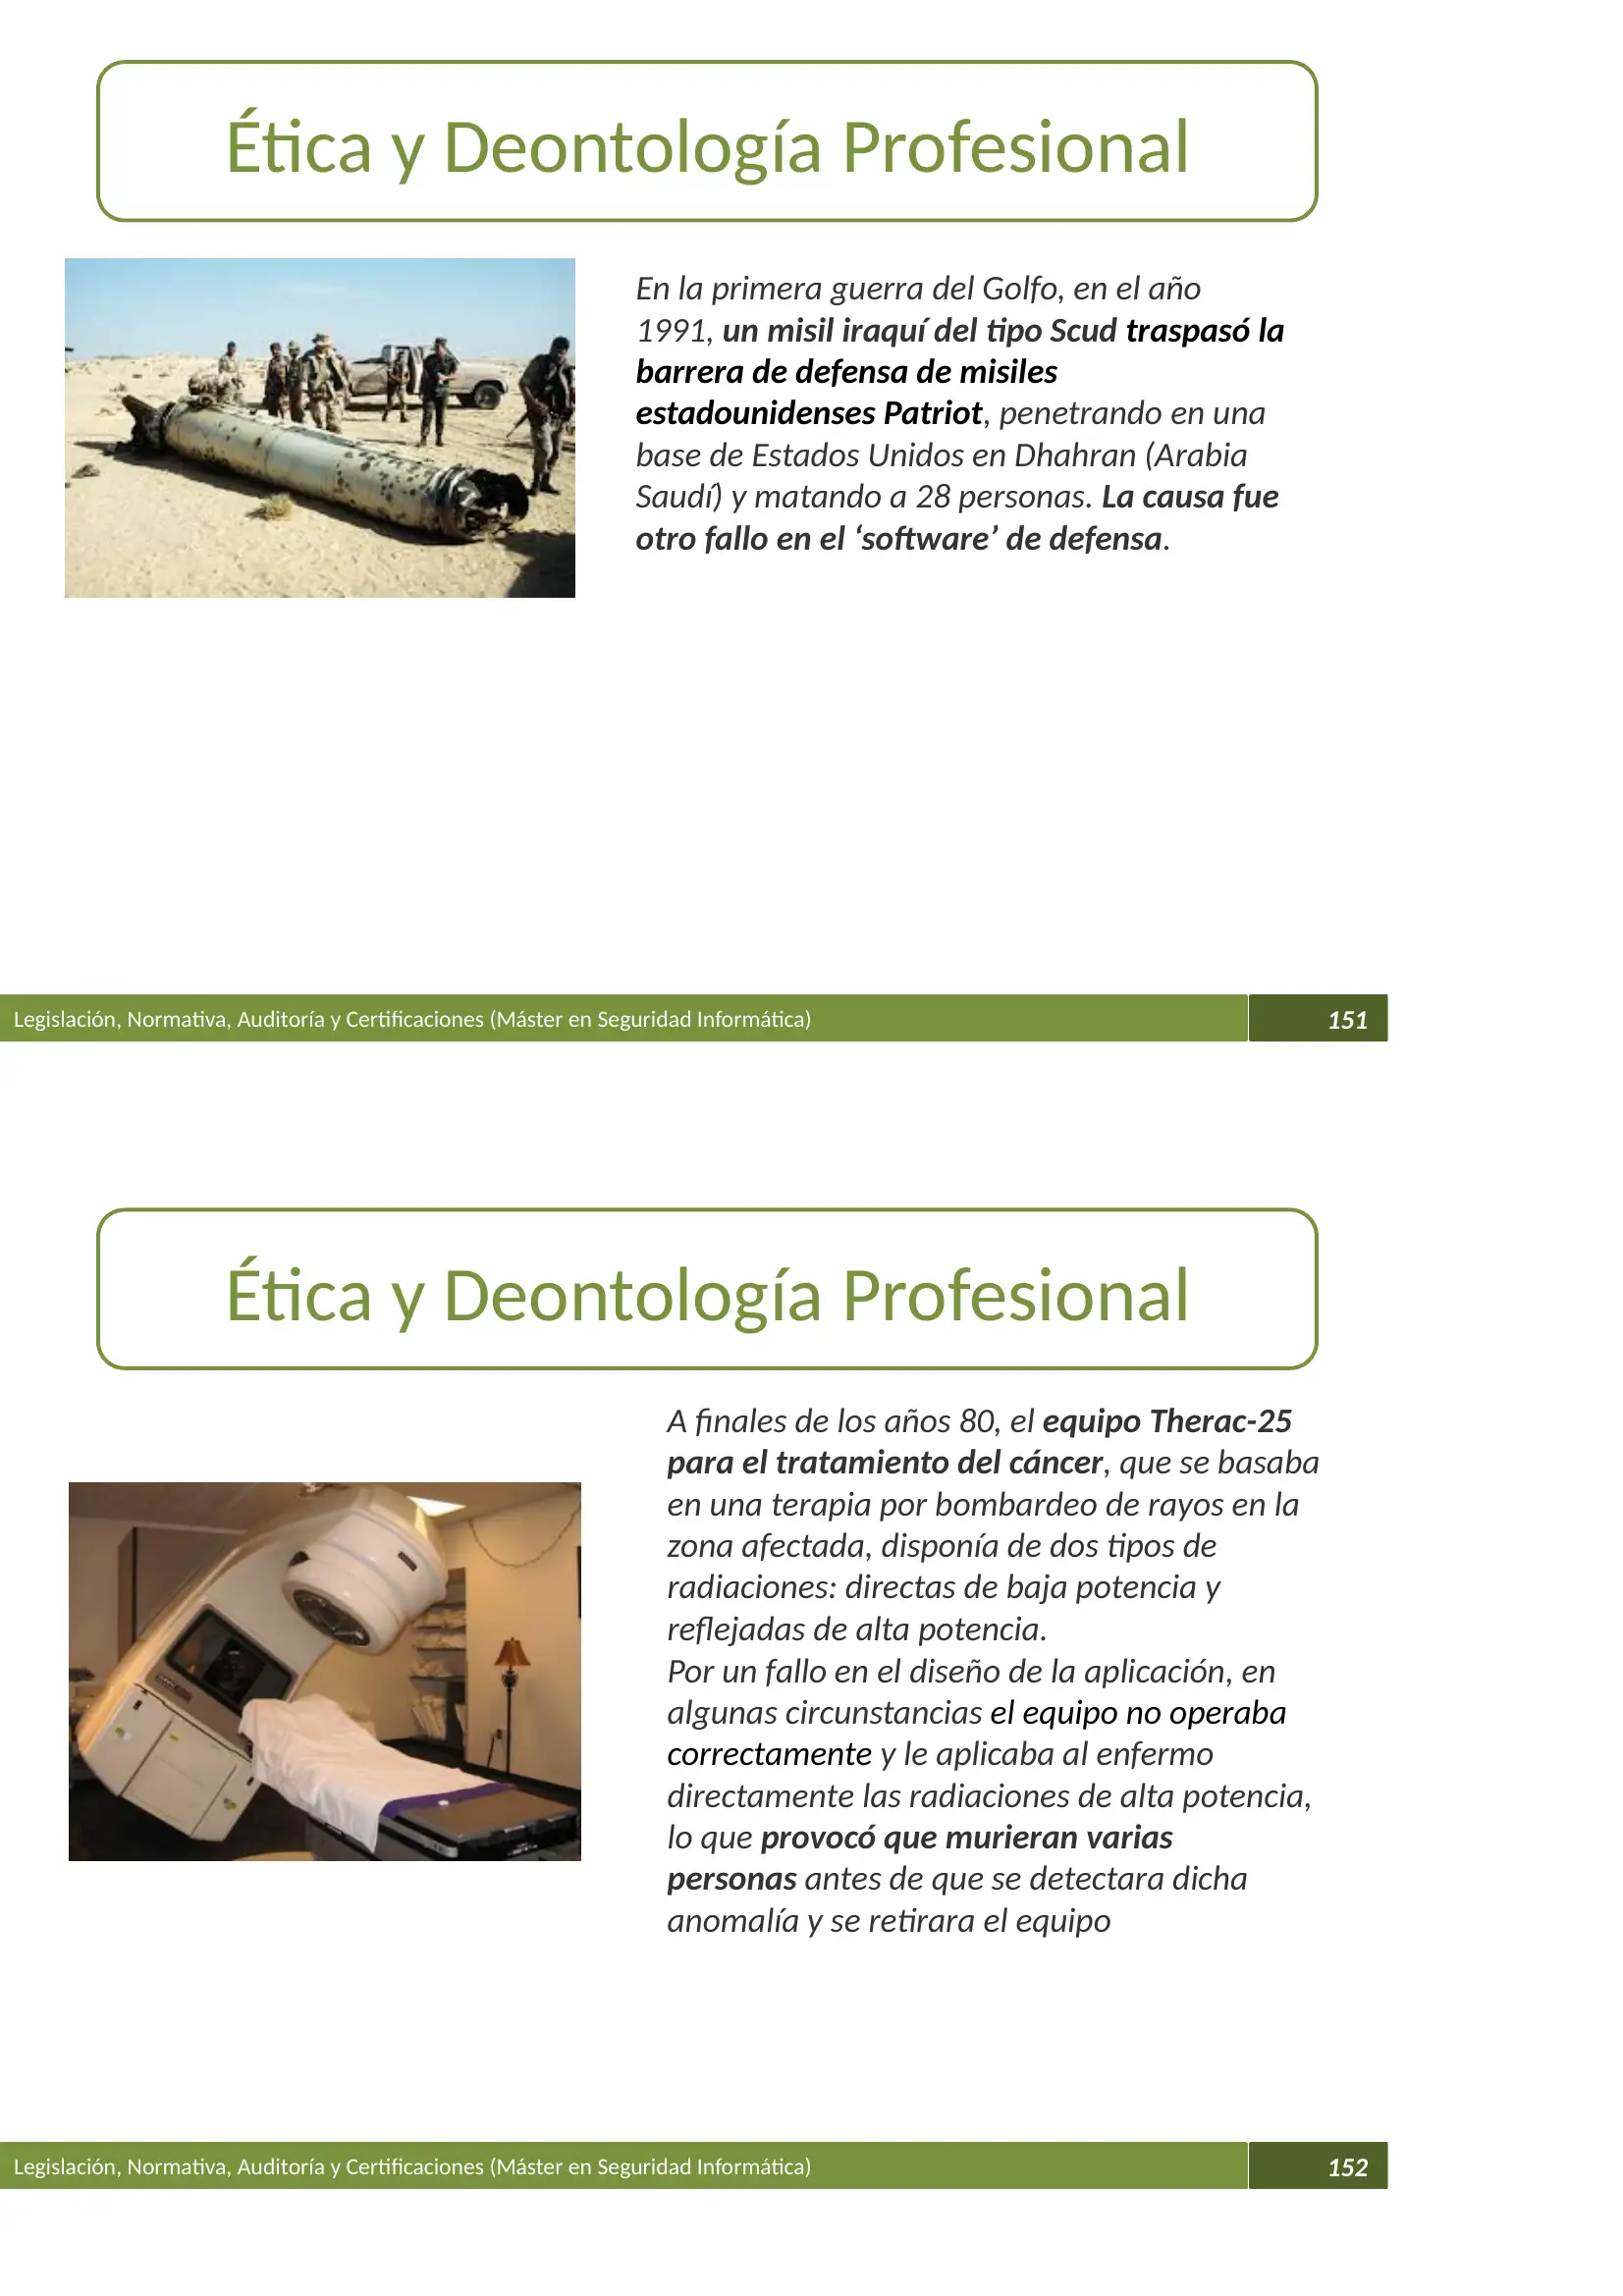 Ética y Deontología Profesional
En la primera guerra del Golfo, en el año
1991, un misil iraquí del tipo Scud traspasó la
barrera de defensa de misiles
estadounidenses Patriot, penetrando en una
base de Estados Unidos en Dhahran (Arabia
Saudí) y matando a 28 personas. La causa fue
otro fallo en el ‘software’ de defensa.
Legislación, Normativa, Auditoría y Certificaciones (Máster en Seguridad Informática)
151
Ética y Deontología Profesional
A finales de los años 80, el equipo Therac-25
para el tratamiento del cáncer, que se basaba
en una terapia por bombardeo de rayos en la
zona afectada, disponía de dos tipos de
radiaciones: directas de baja potencia y
reflejadas de alta potencia.
Por un fallo en el diseño de la aplicación, en
algunas circunstancias el equipo no operaba
correctamente y le aplicaba al enfermo
directamente las radiaciones de alta potencia,
lo que provocó que murieran varias
personas antes de que se detectara dicha
anomalía y se retirara el equipo
Legislación, Normativa, Auditoría y Certificaciones (Máster en Seguridad Informática)
152